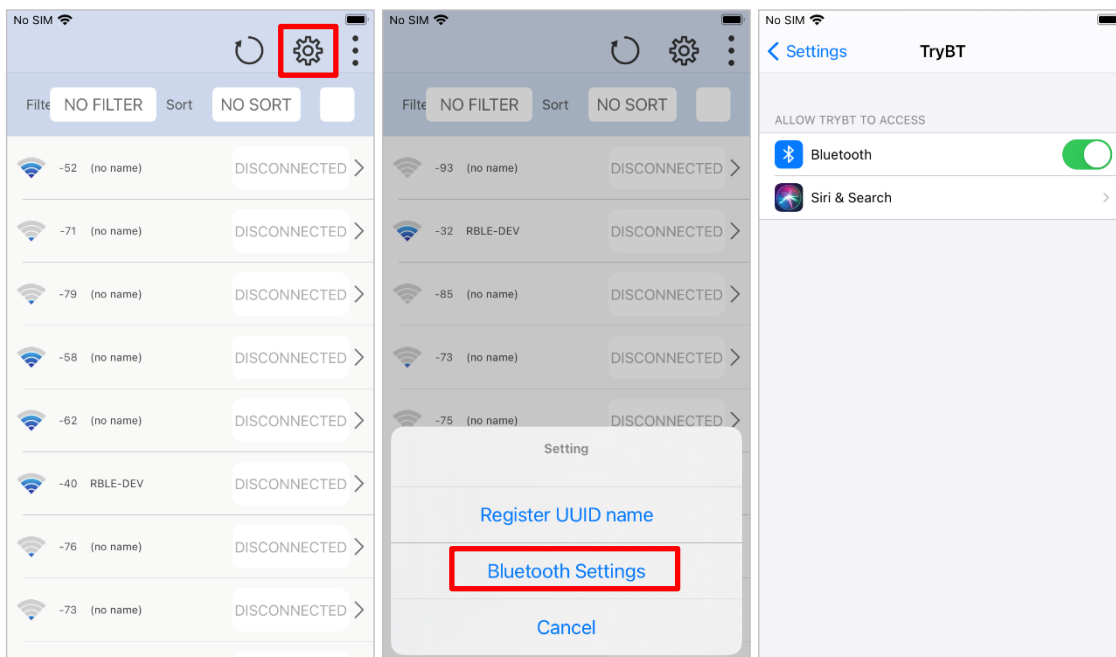 No SIM
Filte NO FILTER Sort NO SORT
-52 (no name) DISCONNECTED
-71 (no name) DISCONNECTED
-79 (no name) DISCONNECTED
-58 (no name) DISCONNECTED
-62 (no name) DISCONNECTED
-40 RBLE-DEV DISCONNECTED
-76 (no name) DISCONNECTED
-73 (no name) DISCONNECTED
No SIM
Filte NO FILTER Sort NO SORT
-93 (no name) DISCONNECTED
-32 RBLE-DEV DISCONNECTED
-85 (no name) DISCONNECTED
-73 (no name) DISCONNECTED
-75 (no name) DISCONNECTED
Setting
Register UUID name
Bluetooth Settings
Cancel
No SIM
Settings TryBT
ALLOW TRYBT TO ACCESS
Bluetooth
Siri & Search